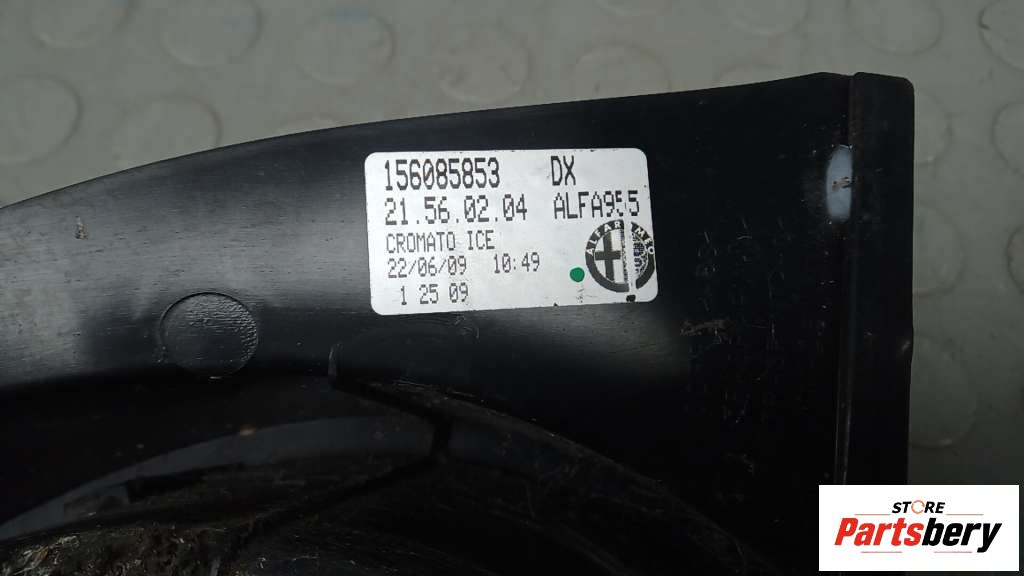 156085853 DX
21.56.02.04 ALFA955
CROMATO ICE
22/06/09 10:49
1 25 09
STORE
Partsbery